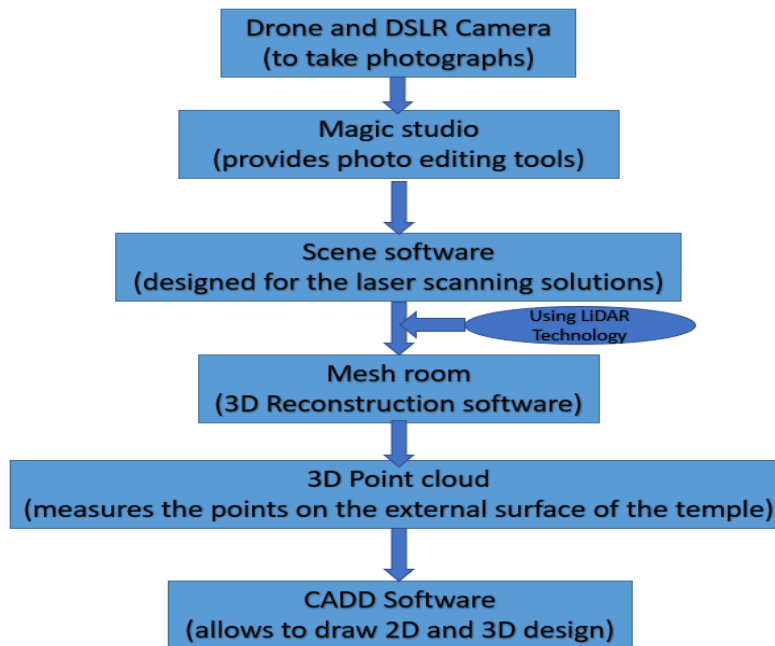 Drone and DSLR Camera
(to take photographs)
Magic studio
(provides photo editing tools)
Scene software
(designed for the laser scanning solutions)
Using LiDAR
Technology
Mesh room
(3D Reconstruction software)
3D Point cloud
(measures the points on the external surface of the temple)
CADD Software
(allows to draw 2D and 3D design)